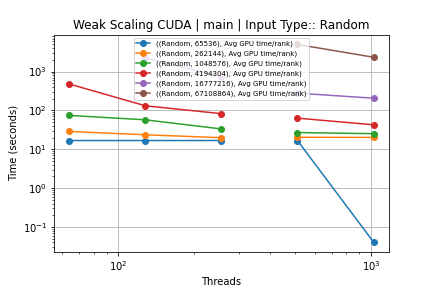 Weak Scaling CUDA | main | Input Type:: Random
((Random, 65536), Avg GPU time/rank)
((Random, 262144), Avg GPU time/rank)
((Random, 1048576), Avg GPU time/rank)
((Random, 4194304), Avg GPU time/rank)
((Random, 16777216), Avg GPU time/rank)
((Random, 67108864), Avg GPU time/rank)
Time (seconds)
10³
10²
10¹
10⁰
10⁻¹
10²
10³
Threads